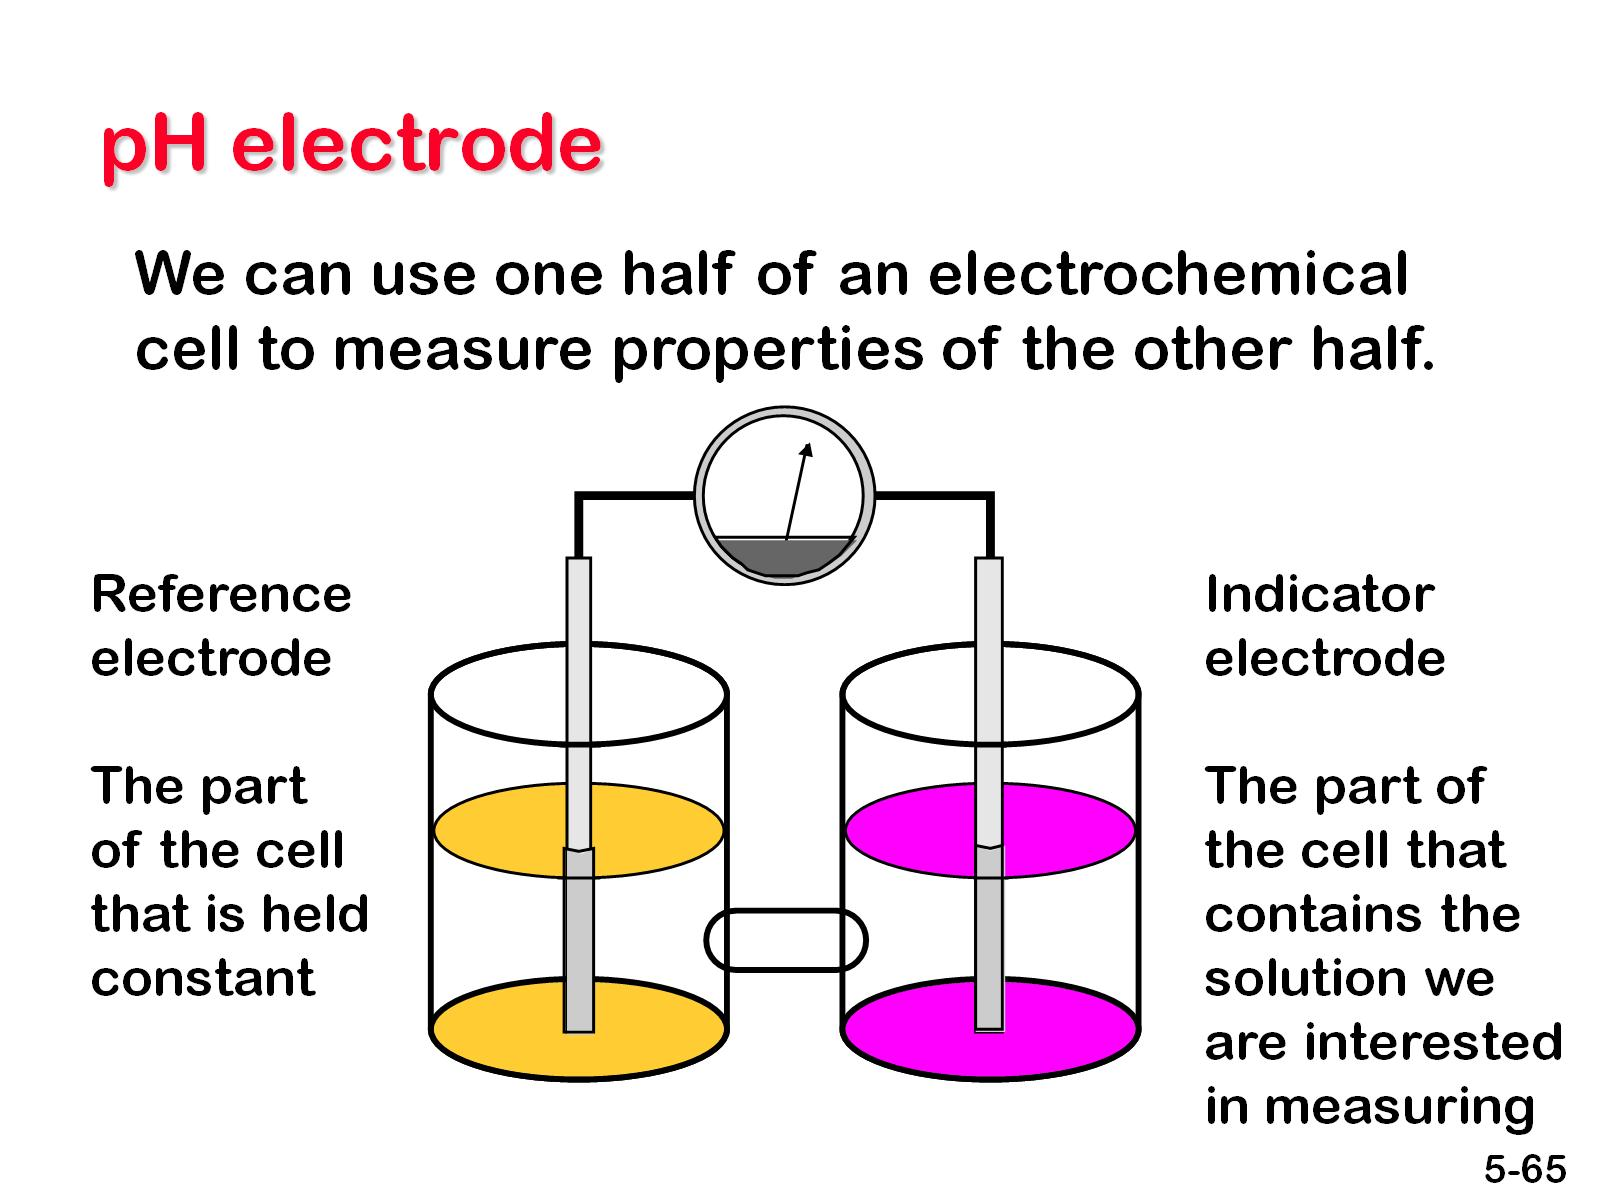 pH electrode
We can use one half of an electrochemical
cell to measure properties of the other half.
Reference
electrode
The part
of the cell
that is held
constant
Indicator
electrode
The part of
the cell that
contains the
solution we
are interested
in measuring
5-65